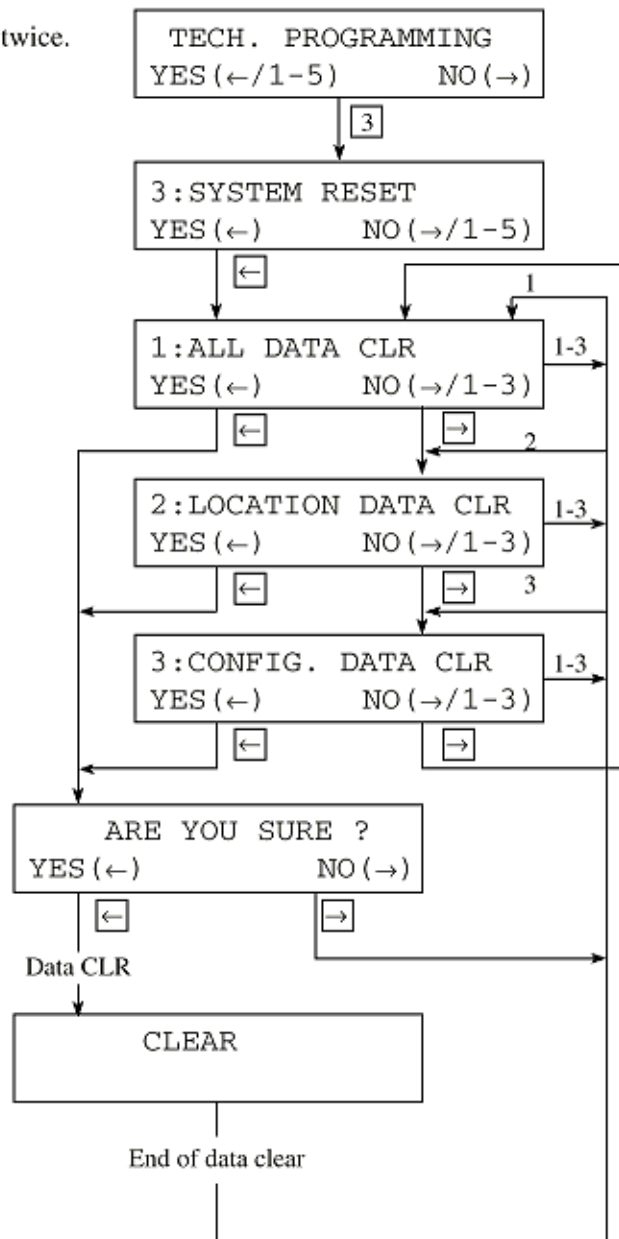 twice.
TECH. PROGRAMMING
YES(←/1-5) NO(→)
3
3:SYSTEM RESET
YES(←) NO(→/1-5)
←
1
1:ALL DATA CLR
YES(←) NO(→/1-3)
1-3
← →
2
2:LOCATION DATA CLR
YES(←) NO(→/1-3)
1-3
← →
3
3:CONFIG. DATA CLR
YES(←) NO(→/1-3)
1-3
← →
ARE YOU SURE ?
YES(←) NO(→)
← →
Data CLR
CLEAR
End of data clear